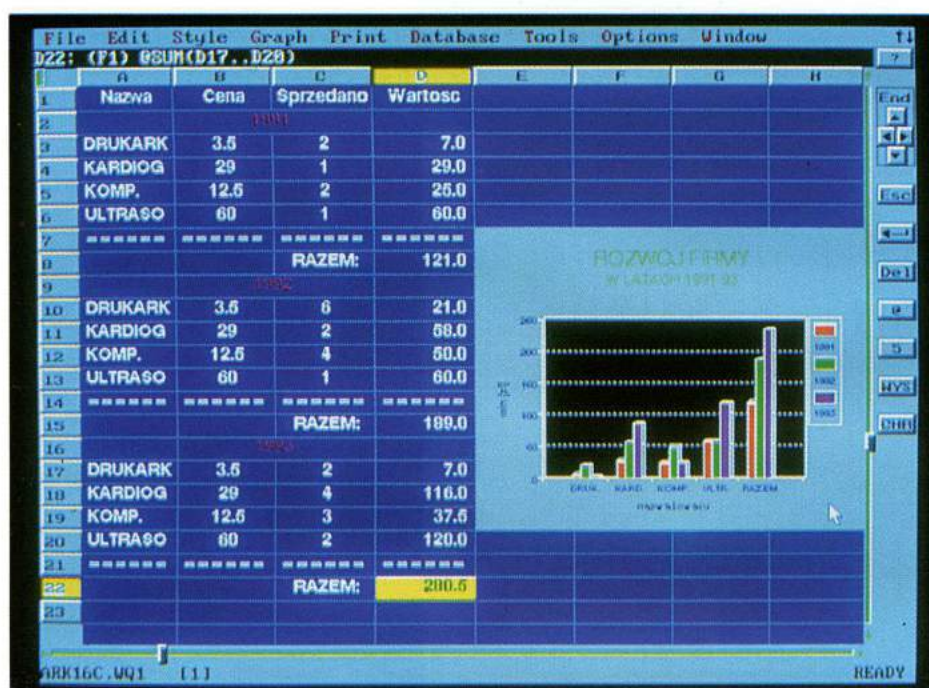 File Edit Style Graph Print Database Tools Options Window ↑↓
D22: (F1) @SUM(D17..D20) ?
A B C D E F G H
1 Nazwa Cena Sprzedano Wartosc End
2 1991
3 DRUKARK 3.5 2 7.0
4 KARDIOG 29 1 29.0
5 KOMP. 12.5 2 25.0 Esc
6 ULTRASO 60 1 60.0
7 ====== ====== ====== ======
8 RAZEM: 121.0 Del
9 1992
10 DRUKARK 3.5 6 21.0 @
11 KARDIOG 29 2 58.0
12 KOMP. 12.5 4 50.0 5
13 ULTRASO 60 1 60.0 WYS
14 ====== ====== ====== ======
15 RAZEM: 189.0 CHR
16 1993
17 DRUKARK 3.5 2 7.0
18 KARDIOG 29 4 116.0
19 KOMP. 12.5 3 37.5
20 ULTRASO 60 2 120.0
21 ====== ====== ====== ======
22 RAZEM: 280.5
23
ROZWOJ FIRMY
W LATACH 1991-93
200
1991
1992
1993
DRUK. KARD. KOMP. ULTR. RAZEM
ARK16C.WQ1 [1] READY